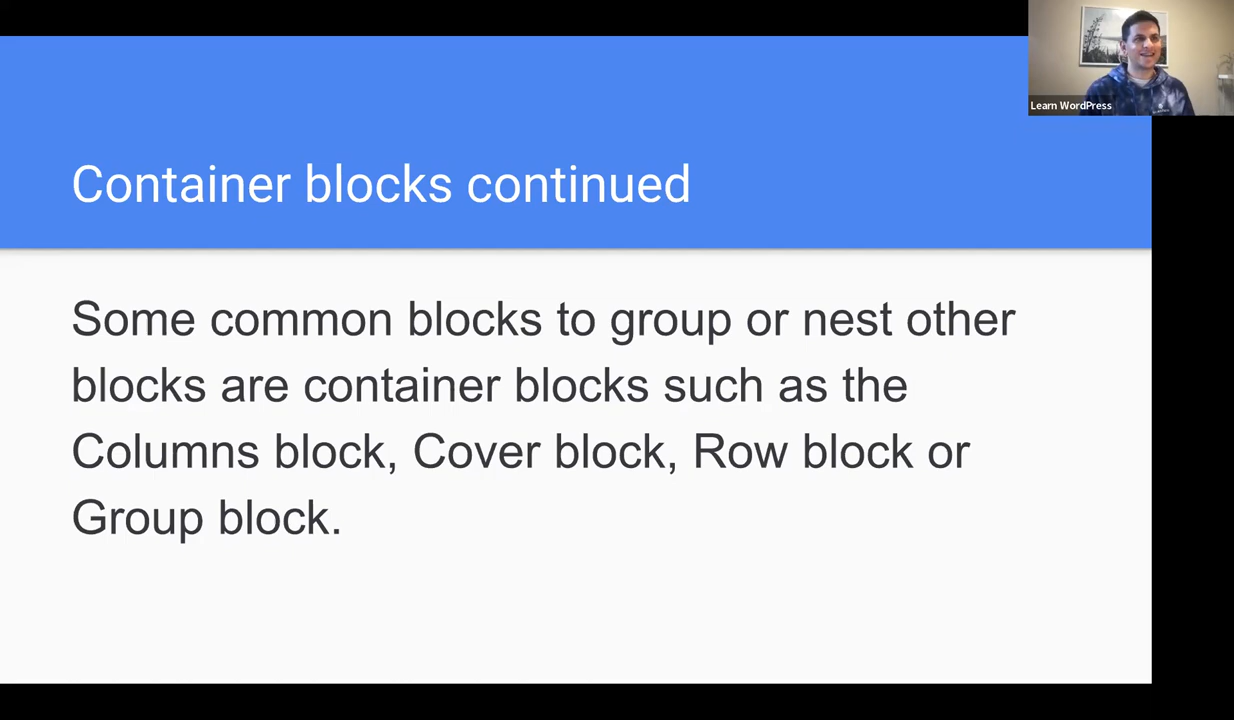 Learn WordPress
Container blocks continued
Some common blocks to group or nest other
blocks are container blocks such as the
Columns block, Cover block, Row block or
Group block.